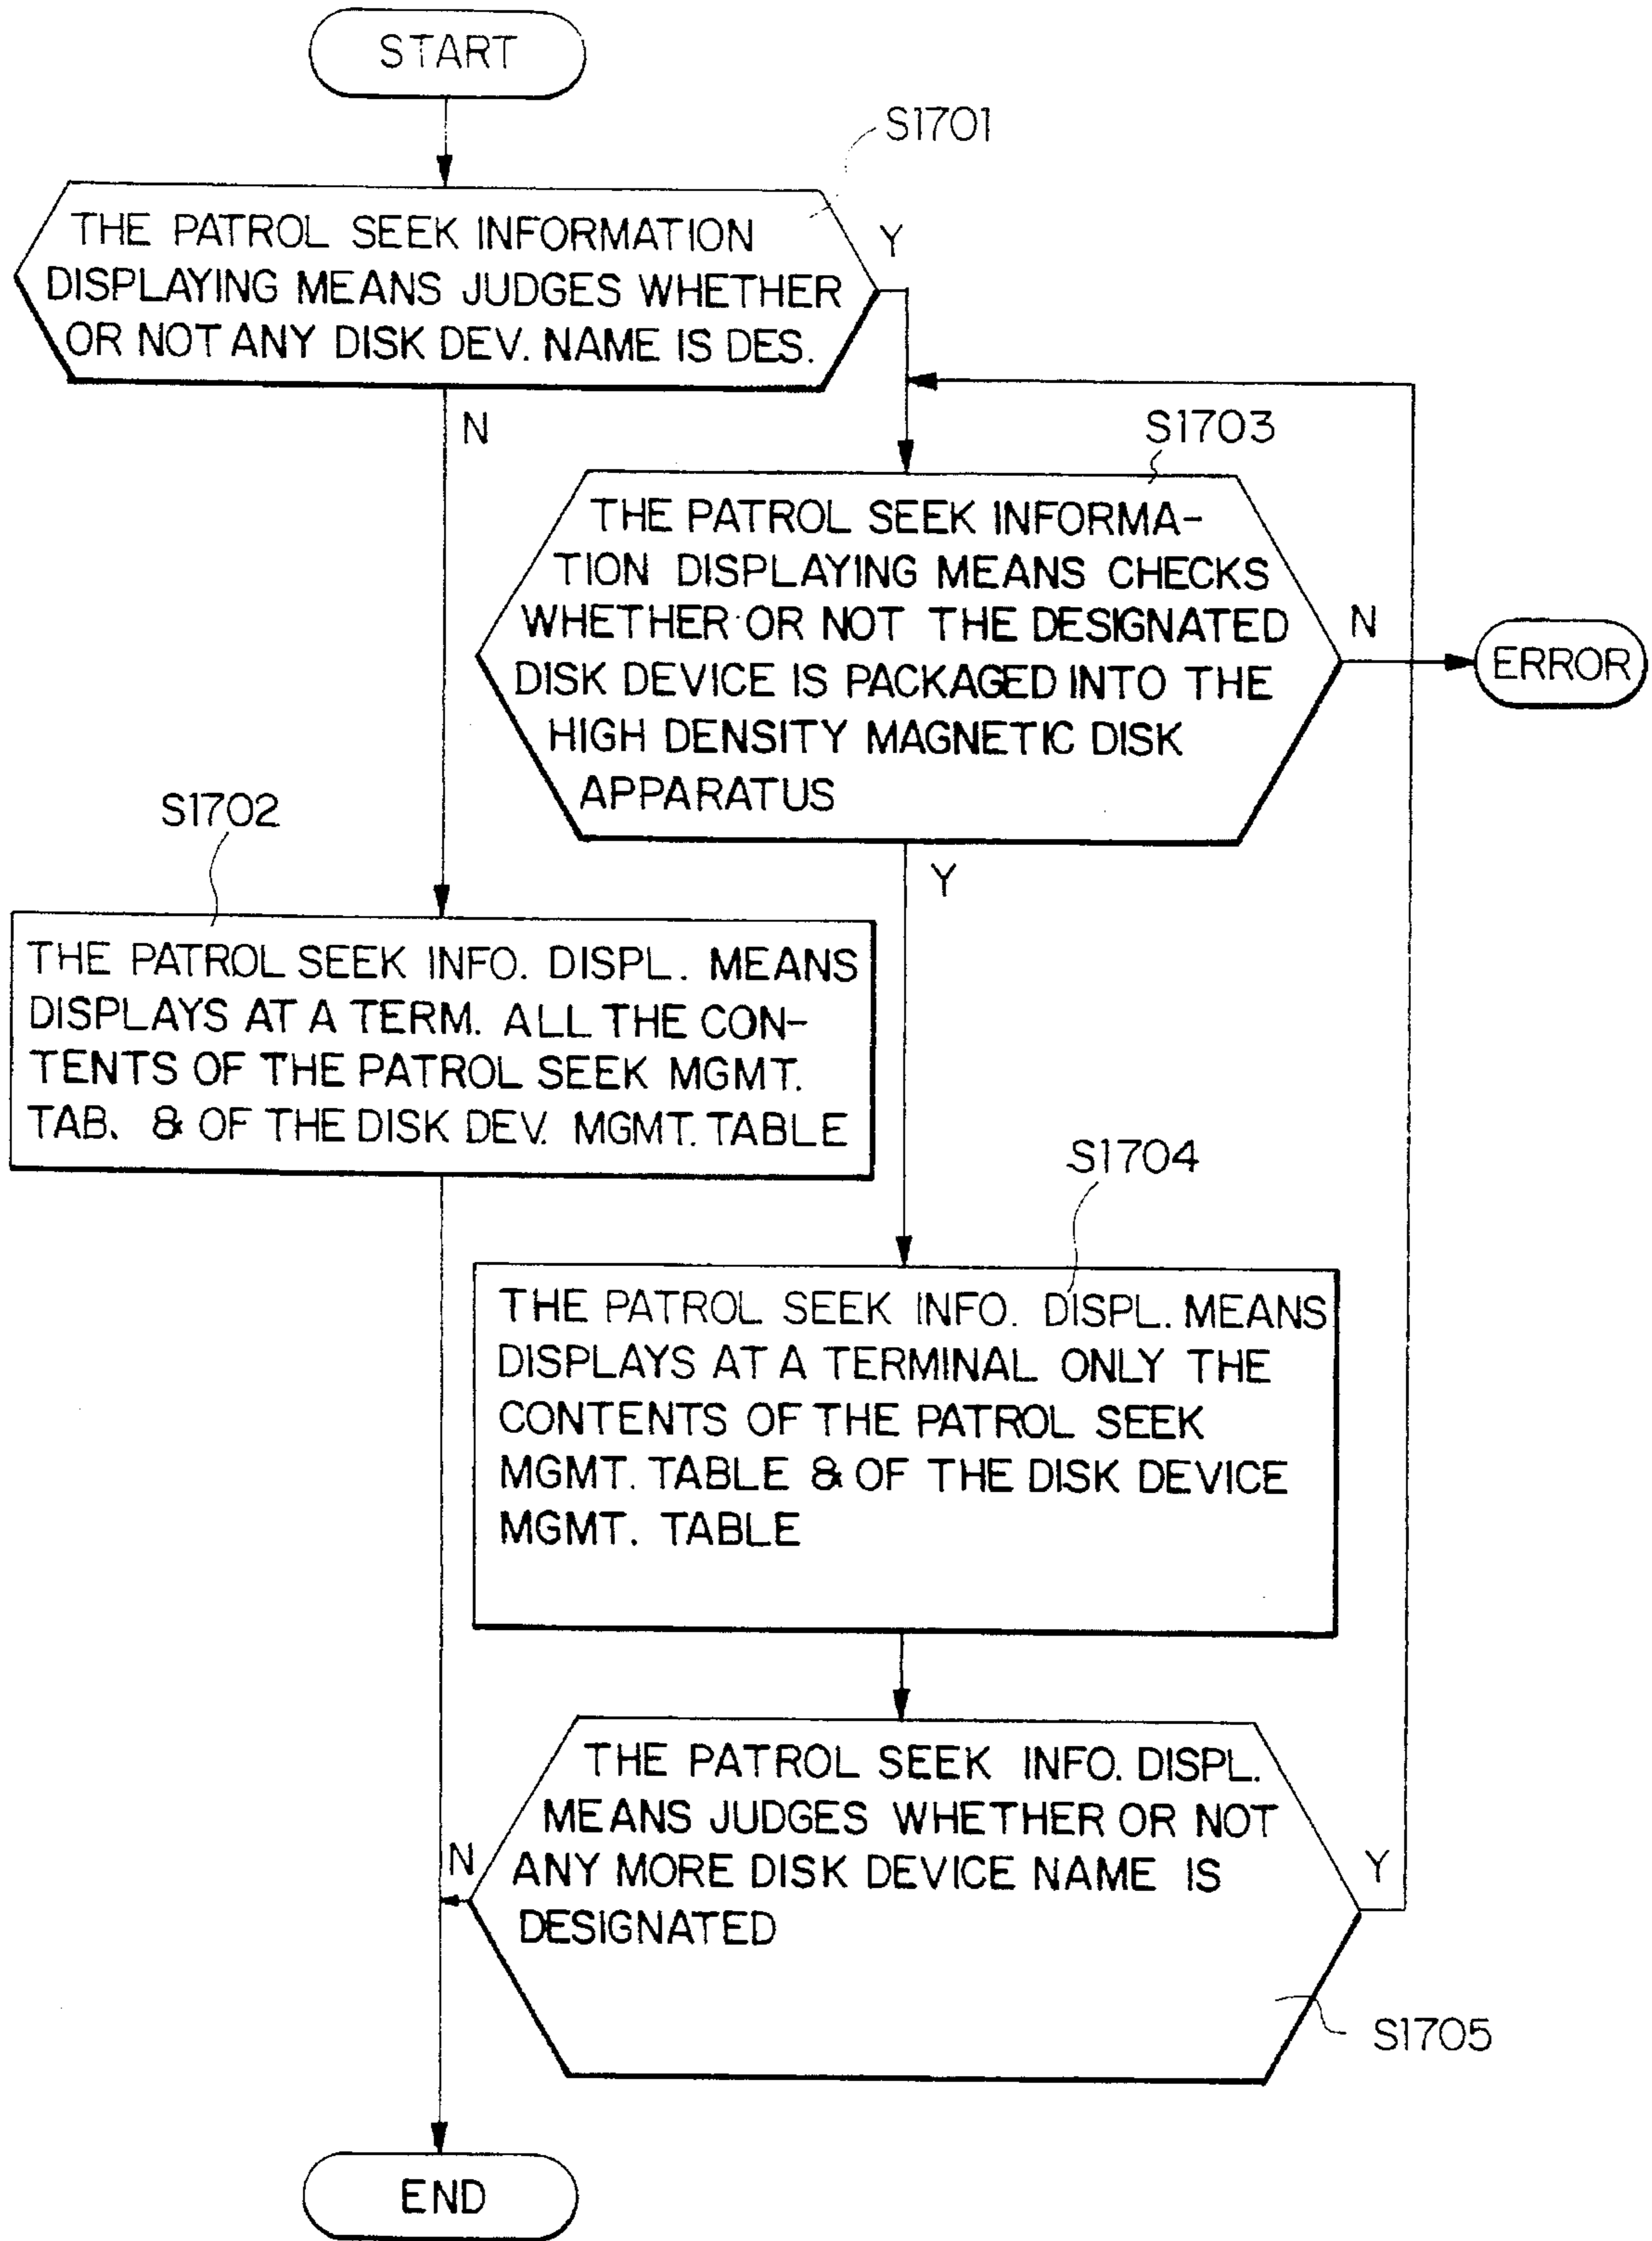 START
S1701
THE PATROL SEEK INFORMATION
DISPLAYING MEANS JUDGES WHETHER
OR NOT ANY DISK DEV. NAME IS DES.
Y
N
S1703
THE PATROL SEEK INFORMA-
TION DISPLAYING MEANS CHECKS
WHETHER OR NOT THE DESIGNATED
DISK DEVICE IS PACKAGED INTO THE
HIGH DENSITY MAGNETIC DISK
APPARATUS
N
ERROR
Y
S1702
THE PATROL SEEK INFO. DISPL. MEANS
DISPLAYS AT A TERM. ALL THE CON-
TENTS OF THE PATROL SEEK MGMT.
TAB. & OF THE DISK DEV. MGMT. TABLE
S1704
THE PATROL SEEK INFO. DISPL. MEANS
DISPLAYS AT A TERMINAL ONLY THE
CONTENTS OF THE PATROL SEEK
MGMT. TABLE & OF THE DISK DEVICE
MGMT. TABLE
THE PATROL SEEK INFO. DISPL.
MEANS JUDGES WHETHER OR NOT
ANY MORE DISK DEVICE NAME IS
DESIGNATED
N
Y
S1705
END